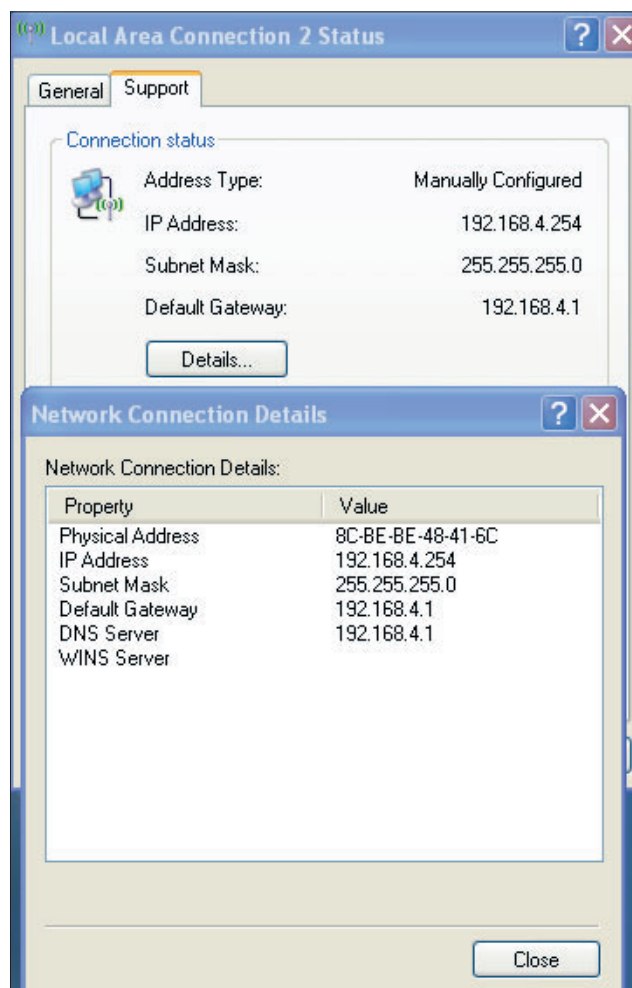 Local Area Connection 2 Status
General Support
Connection status
Address Type: Manually Configured
IP Address: 192.168.4.254
Subnet Mask: 255.255.255.0
Default Gateway: 192.168.4.1
Details...
Network Connection Details
Network Connection Details:
Property Value
Physical Address 8C-BE-BE-48-41-6C
IP Address 192.168.4.254
Subnet Mask 255.255.255.0
Default Gateway 192.168.4.1
DNS Server 192.168.4.1
WINS Server
Close